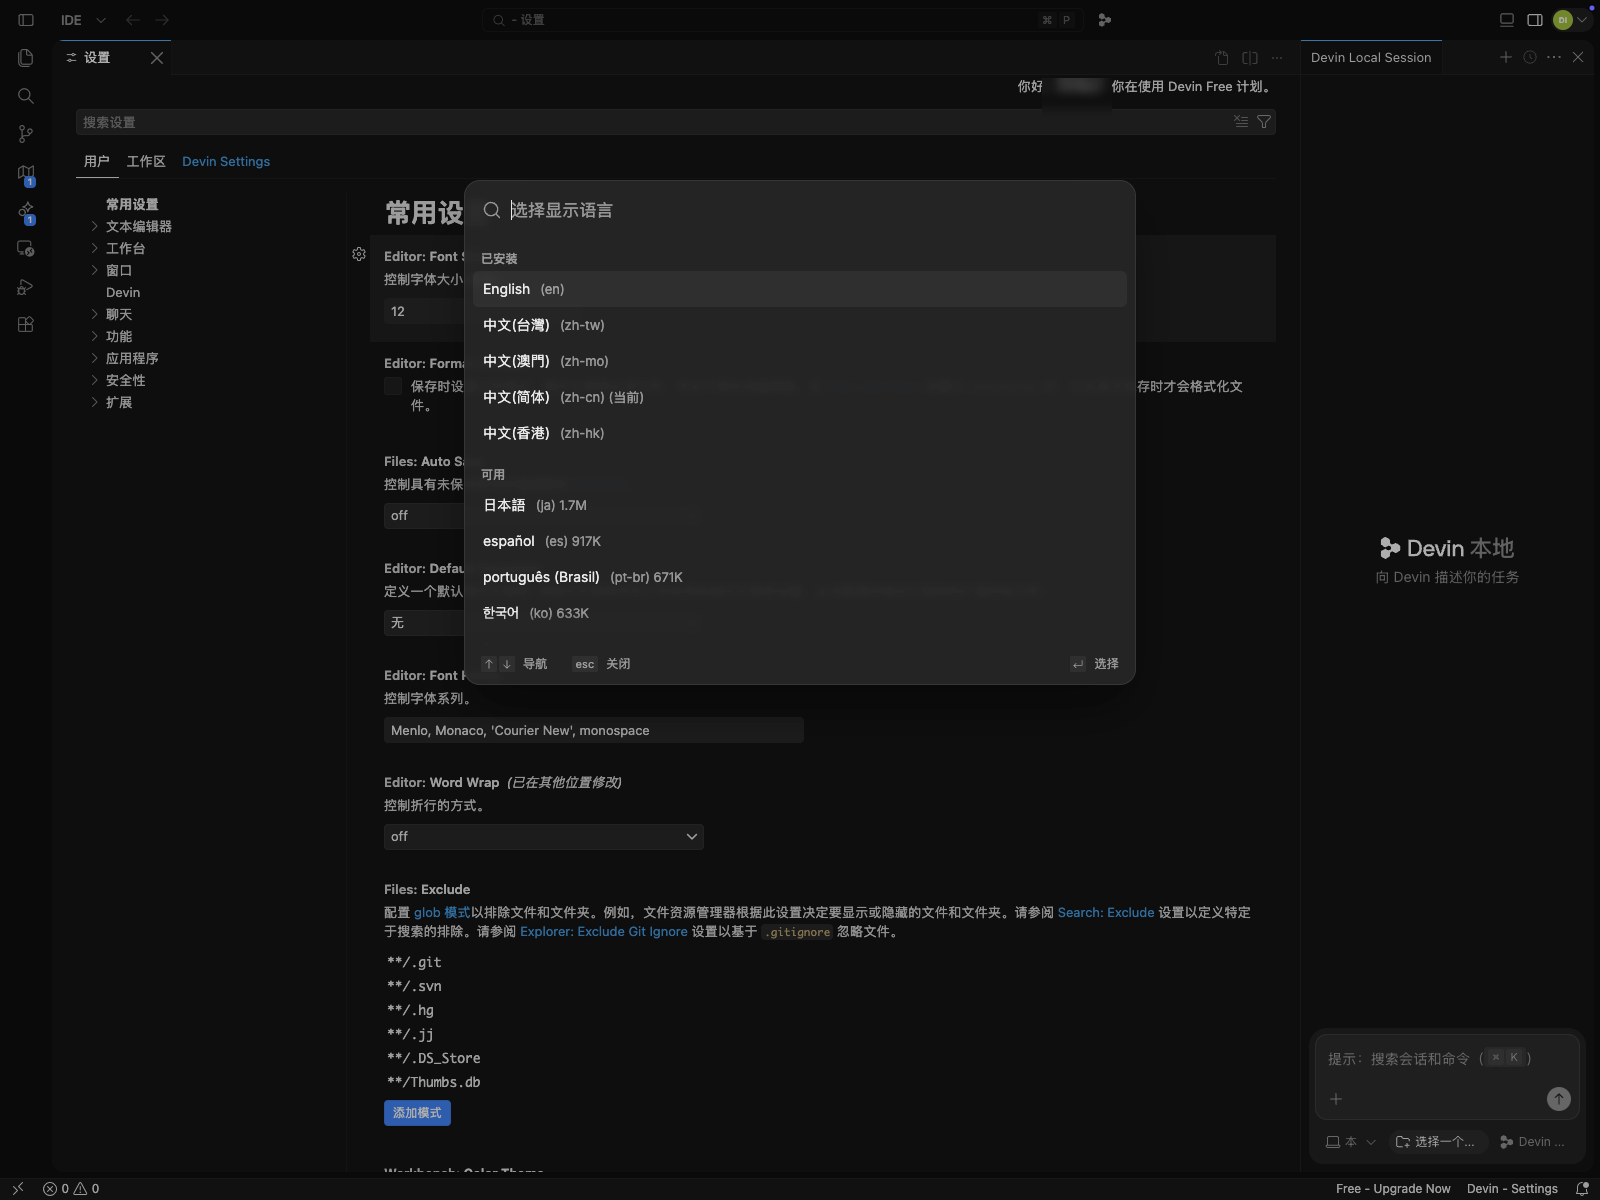 IDE
- 设置
⌘ P
DI
设置
Devin Local Session
你好
你在使用 Devin Free 计划。
搜索设置
用户 工作区 Devin Settings
常用设置
文本编辑器
工作台
窗口
Devin
聊天
功能
应用程序
安全性
扩展
1
1
常用设
Editor: Font S
控制字体大小
12
Editor: Forma
保存时设
存时才会格式化文
件。
Files: Auto Sa
控制具有未保
off
Editor: Defau
定义一个默认
无
Editor: Font F
控制字体系列。
Menlo, Monaco, 'Courier New', monospace
Editor: Word Wrap (已在其他位置修改)
控制折行的方式。
off
Files: Exclude
配置 glob 模式以排除文件和文件夹。例如，文件资源管理器根据此设置决定要显示或隐藏的文件和文件夹。请参阅 Search: Exclude 设置以定义特定
于搜索的排除。请参阅 Explorer: Exclude Git Ignore 设置以基于 .gitignore 忽略文件。
**/.git
**/.svn
**/.hg
**/.jj
**/.DS_Store
**/Thumbs.db
添加模式
Workbench: Color Theme
选择显示语言
已安装
English (en)
中文(台灣) (zh-tw)
中文(澳門) (zh-mo)
中文(简体) (zh-cn) (当前)
中文(香港) (zh-hk)
可用
日本語 (ja) 1.7M
español (es) 917K
português (Brasil) (pt-br) 671K
한국어 (ko) 633K
↑ ↓ 导航 esc 关闭
选择
Devin 本地
向 Devin 描述你的任务
提示：搜索会话和命令 ( ⌘ K )
本
选择一个...
Devin ...
0 0
Free - Upgrade Now
Devin - Settings